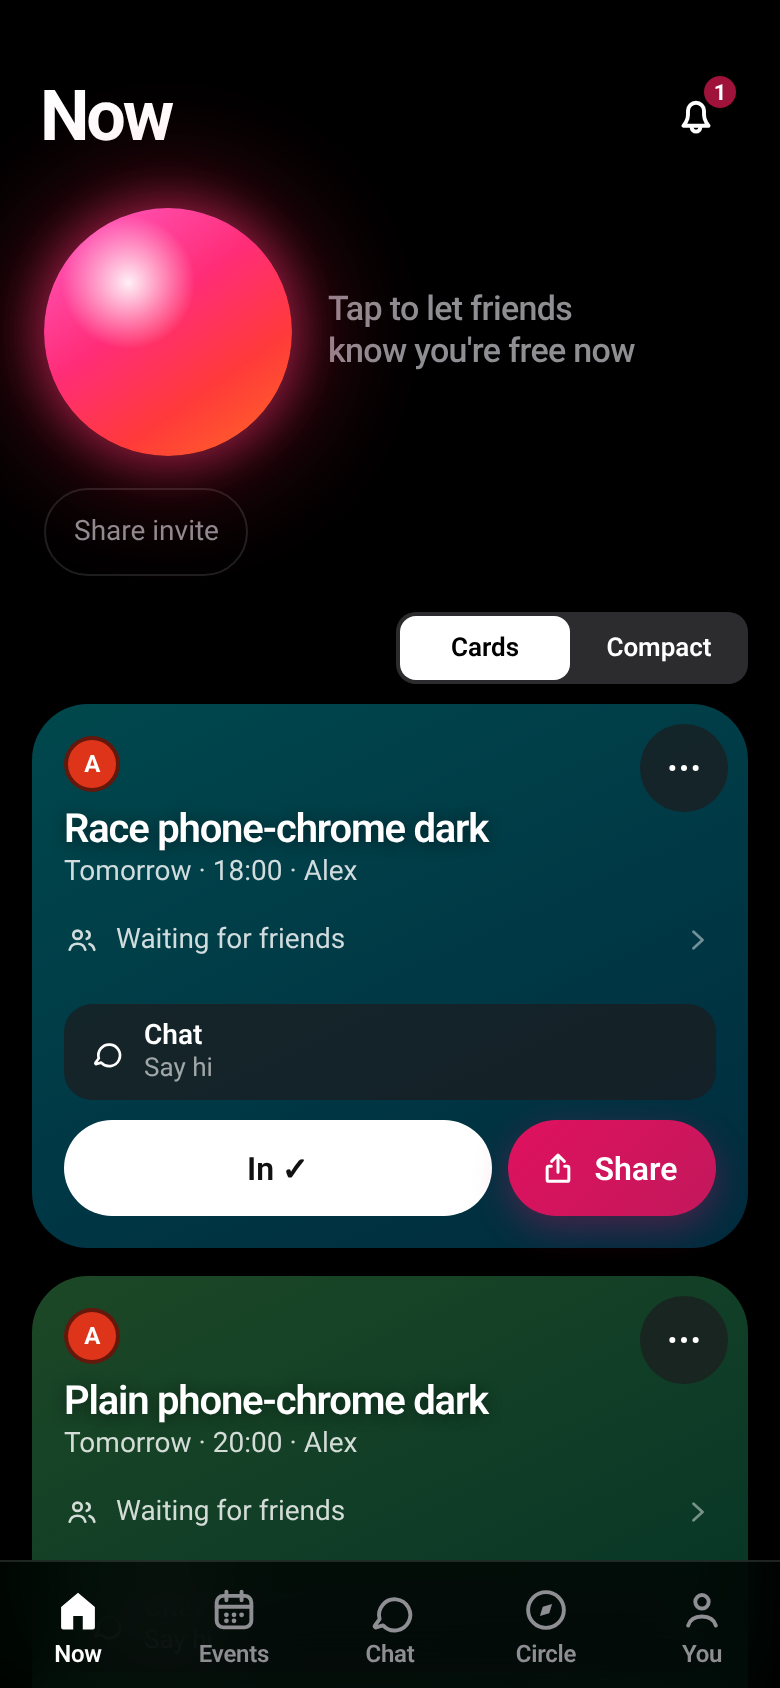 Now
1
Tap to let friends
know you're free now
Share invite
Cards
Compact
A
Race phone-chrome dark
Tomorrow · 18:00 · Alex
Waiting for friends
Chat
Say hi
In ✓
Share
A
Plain phone-chrome dark
Tomorrow · 20:00 · Alex
Waiting for friends
Say hi
Now
Events
Chat
Circle
You